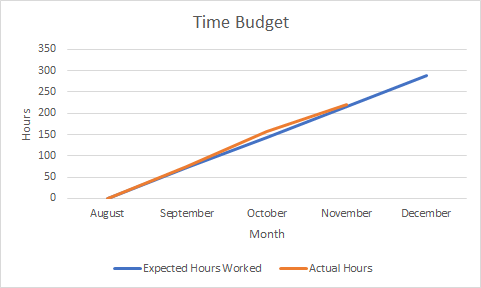 Time Budget
350
300
250
200
150
100
50
0
Hours
August September October November December
Month
Expected Hours Worked Actual Hours